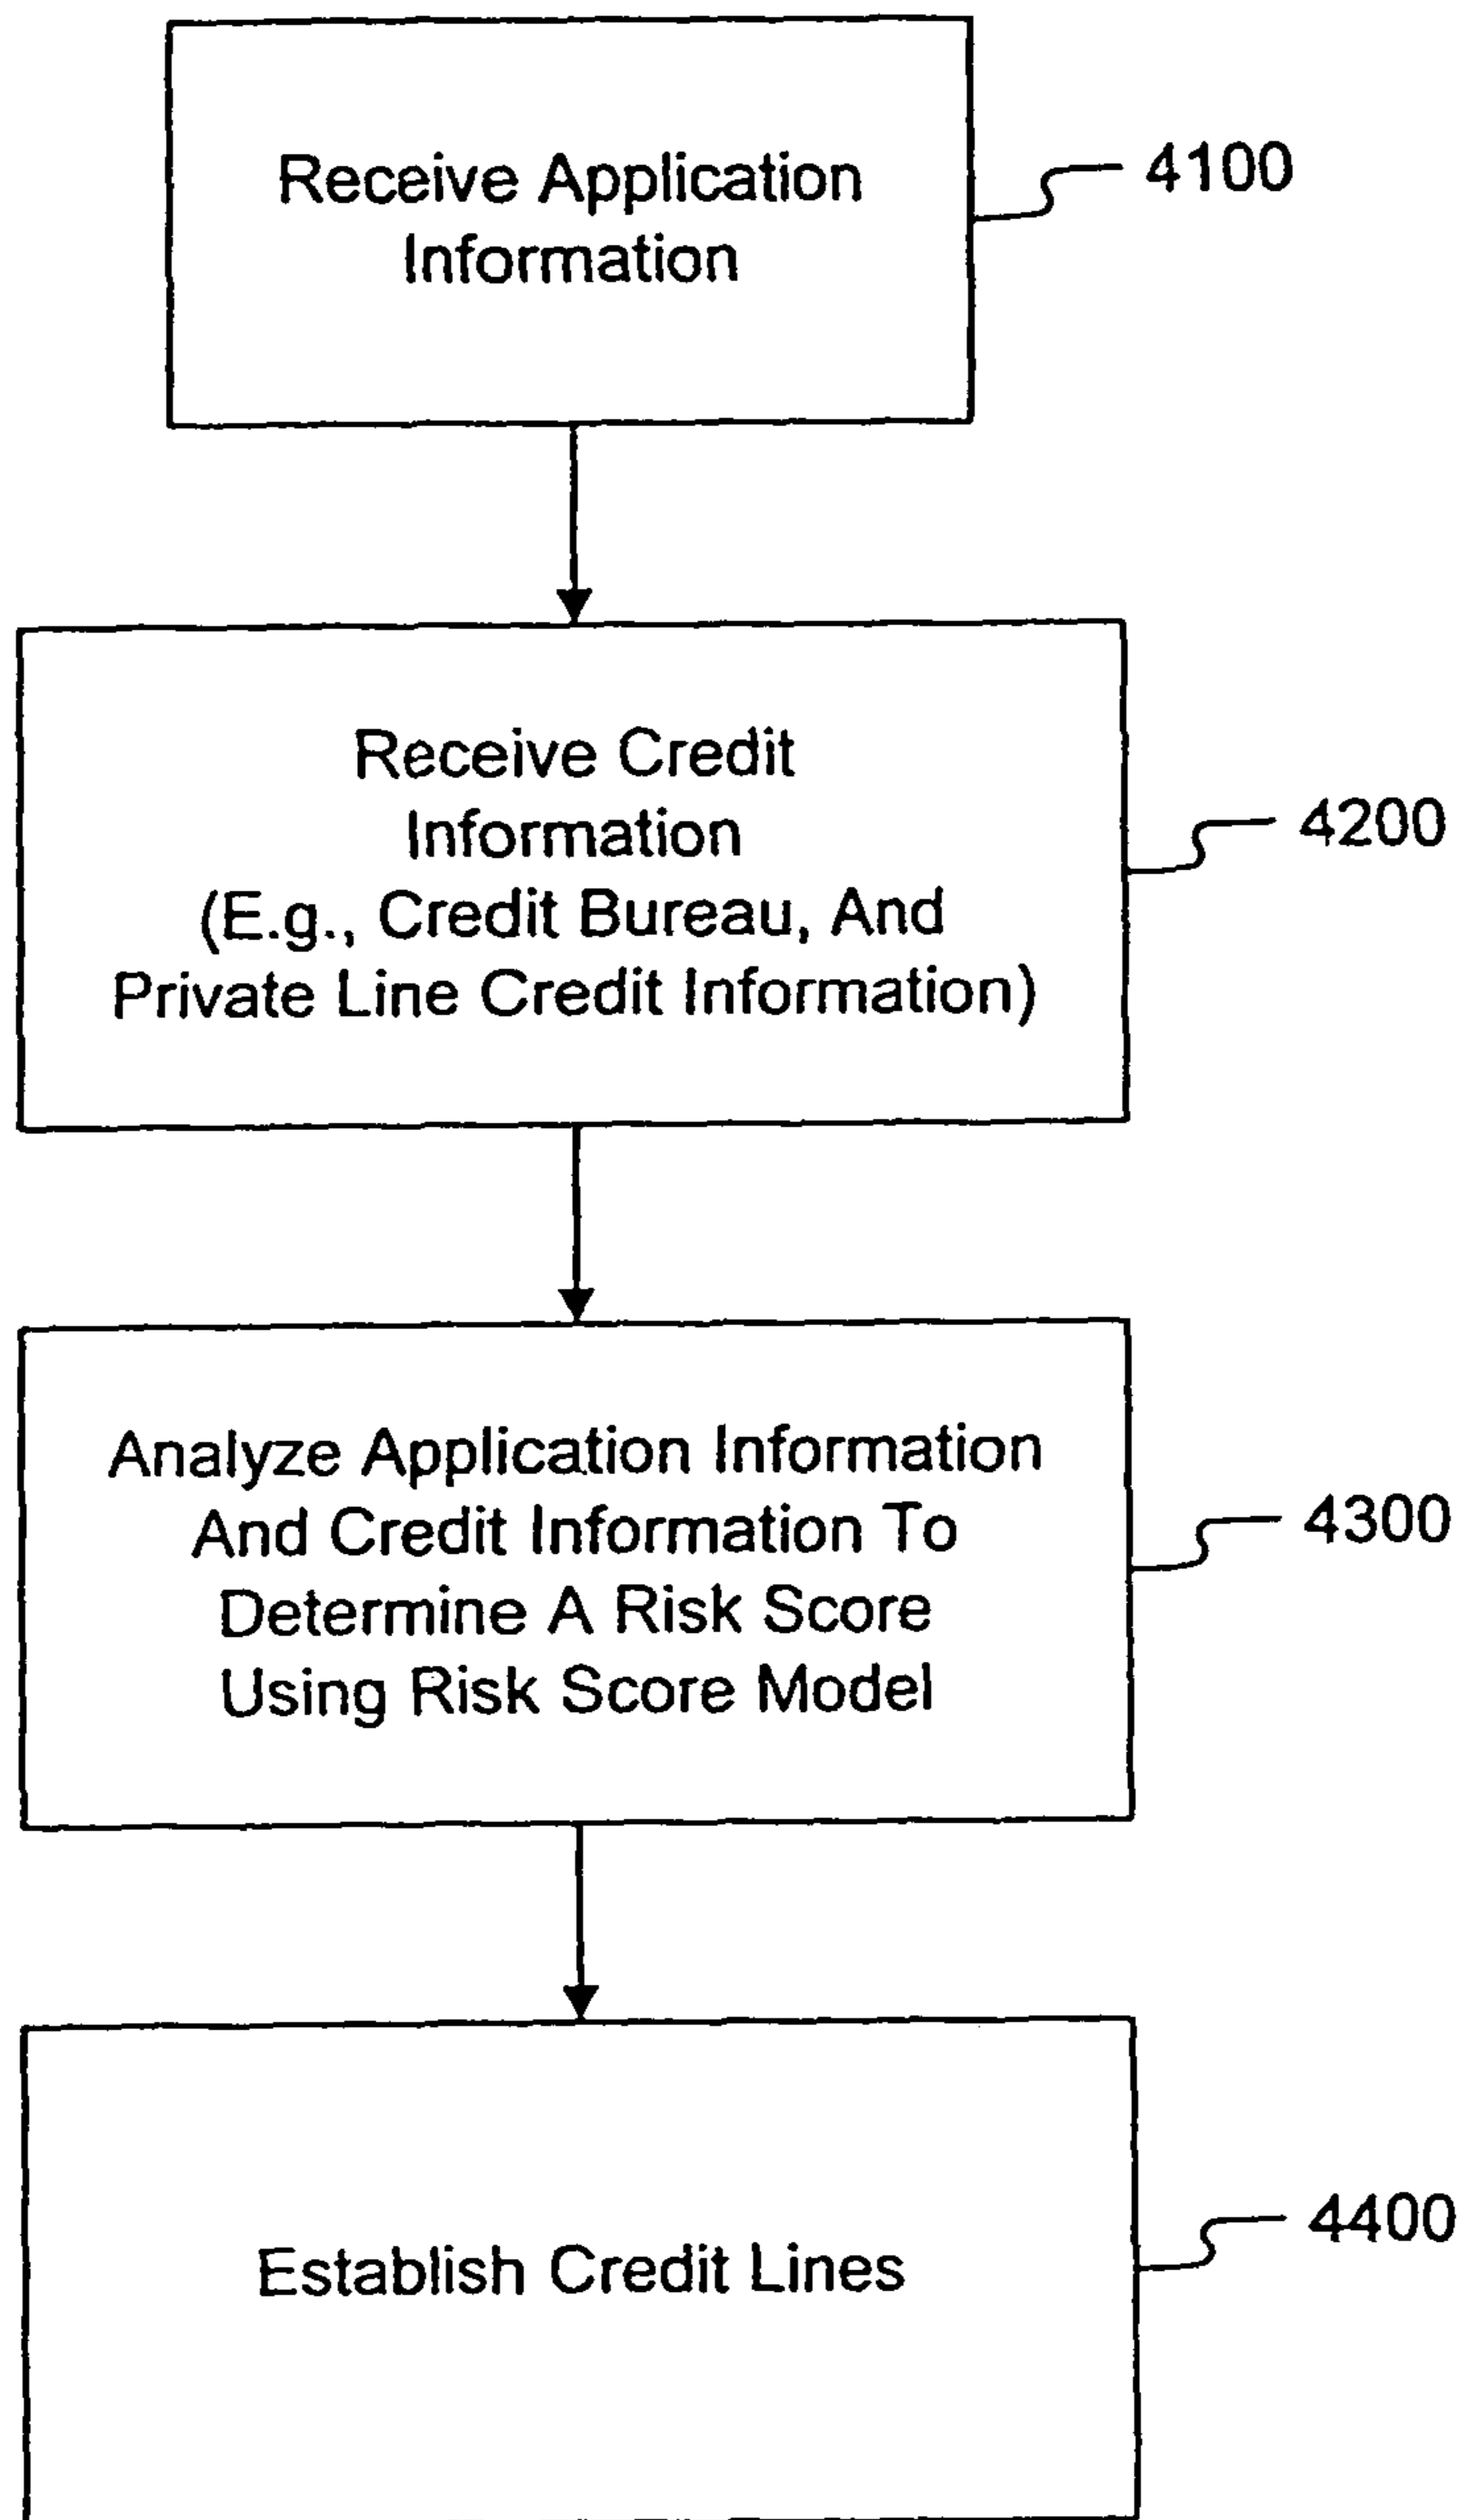 Receive Application
Information
4100
Receive Credit
Information
(E.g., Credit Bureau, And
Private Line Credit Information)
4200
Analyze Application Information
And Credit Information To
Determine A Risk Score
Using Risk Score Model
4300
Establish Credit Lines
4400